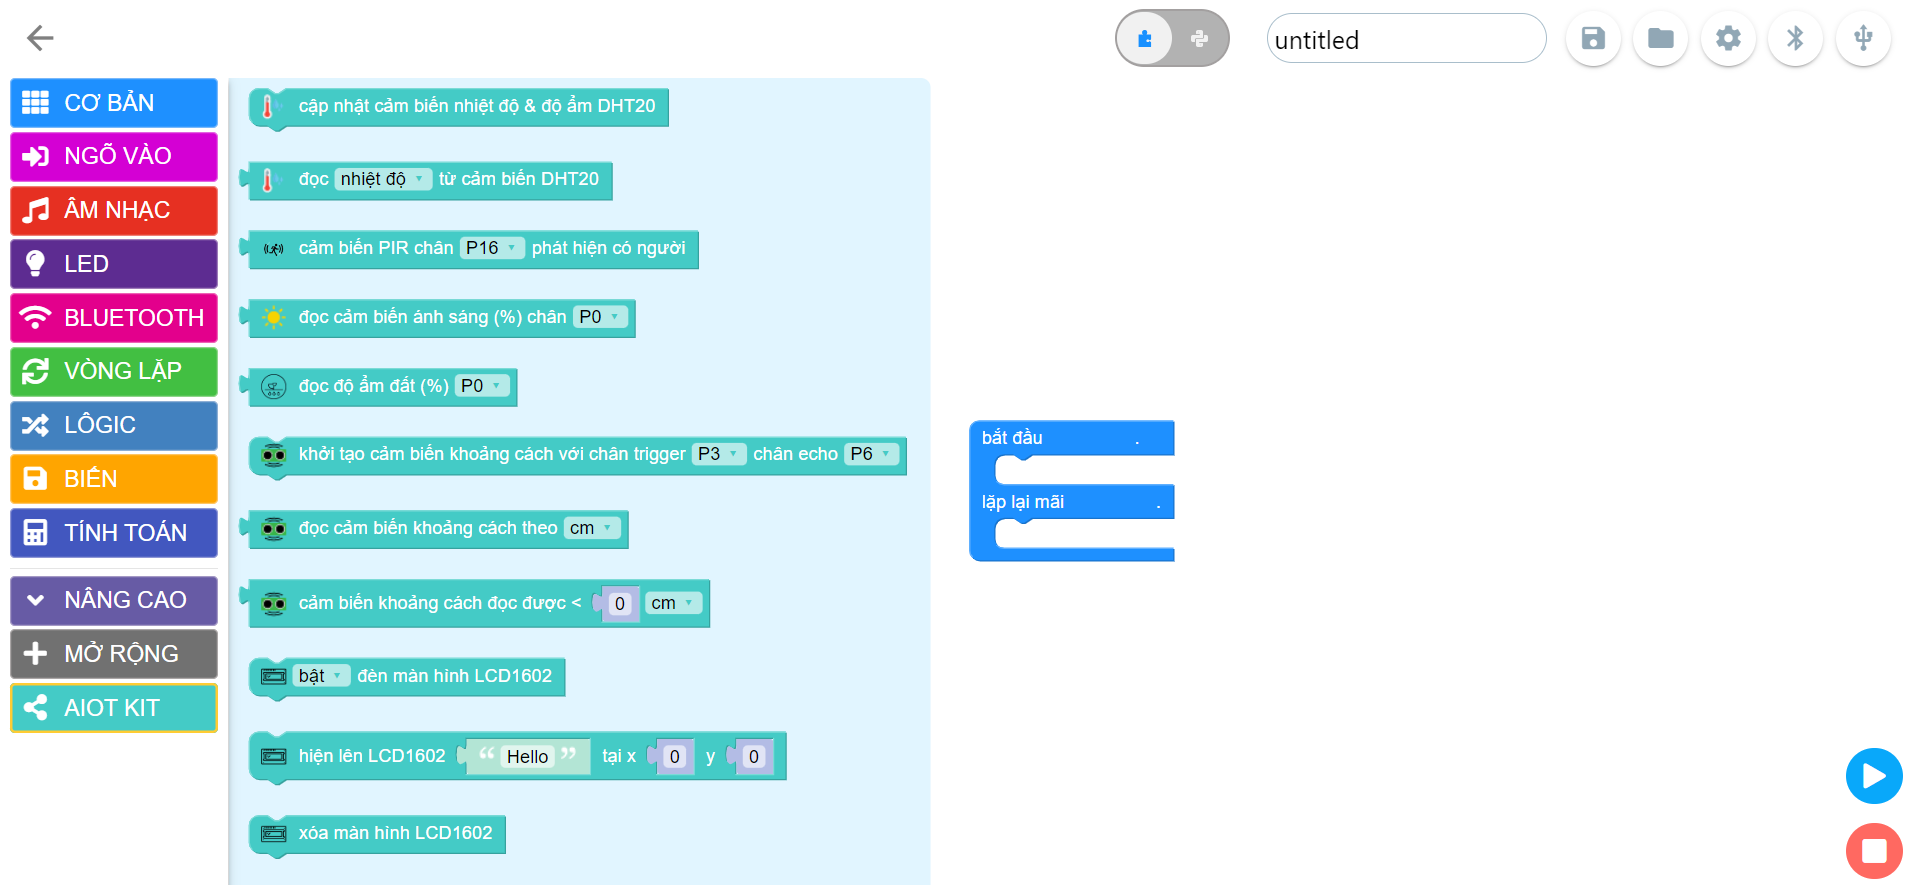 untitled
CƠ BẢN
NGÕ VÀO
ÂM NHẠC
LED
BLUETOOTH
VÒNG LẶP
LÔGIC
BIẾN
TÍNH TOÁN
NÂNG CAO
MỞ RỘNG
AIOT KIT
cập nhật cảm biến nhiệt độ & độ ẩm DHT20
đọc nhiệt độ từ cảm biến DHT20
cảm biến PIR chân P16 phát hiện có người
đọc cảm biến ánh sáng (%) chân P0
đọc độ ẩm đất (%) P0
khởi tạo cảm biến khoảng cách với chân trigger P3 chân echo P6
đọc cảm biến khoảng cách theo cm
cảm biến khoảng cách đọc được < 0 cm
bật đèn màn hình LCD1602
hiện lên LCD1602 “ Hello ” tại x 0 y 0
xóa màn hình LCD1602
bắt đầu .
lặp lại mãi .